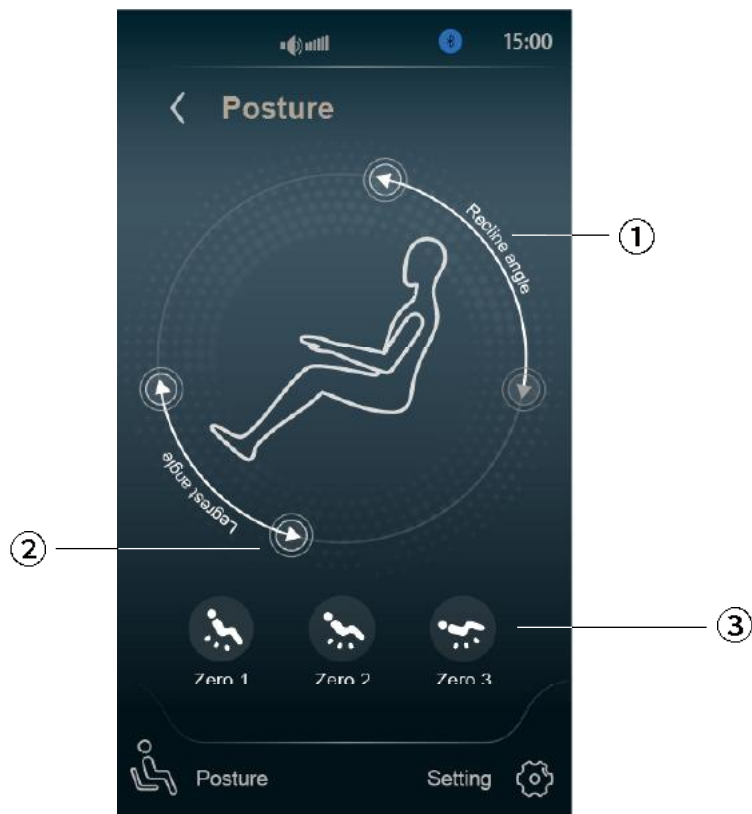 15:00
Posture
Recline angle
①
Legrest angle
②
③
Zero 1
Zero 2
Zero 3
Posture
Setting